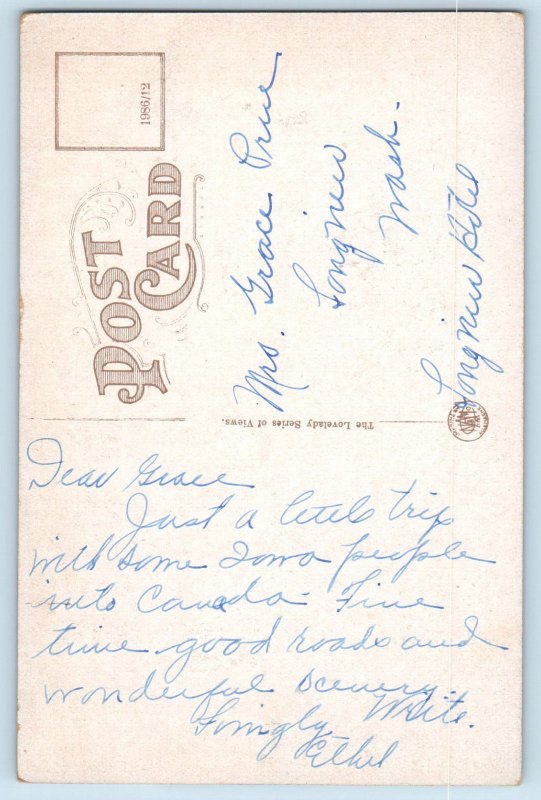 POST CARD
1986/12
Mrs. Grace Prue
Longview
Wash.
Longview Hotel
The Lovelady Series of Views.
Dear Grace
Just a little trip
with some Iowa people
into Canada - Fine
time good roads and
wonderful scenery.
Write.
Lovingly
Ethel